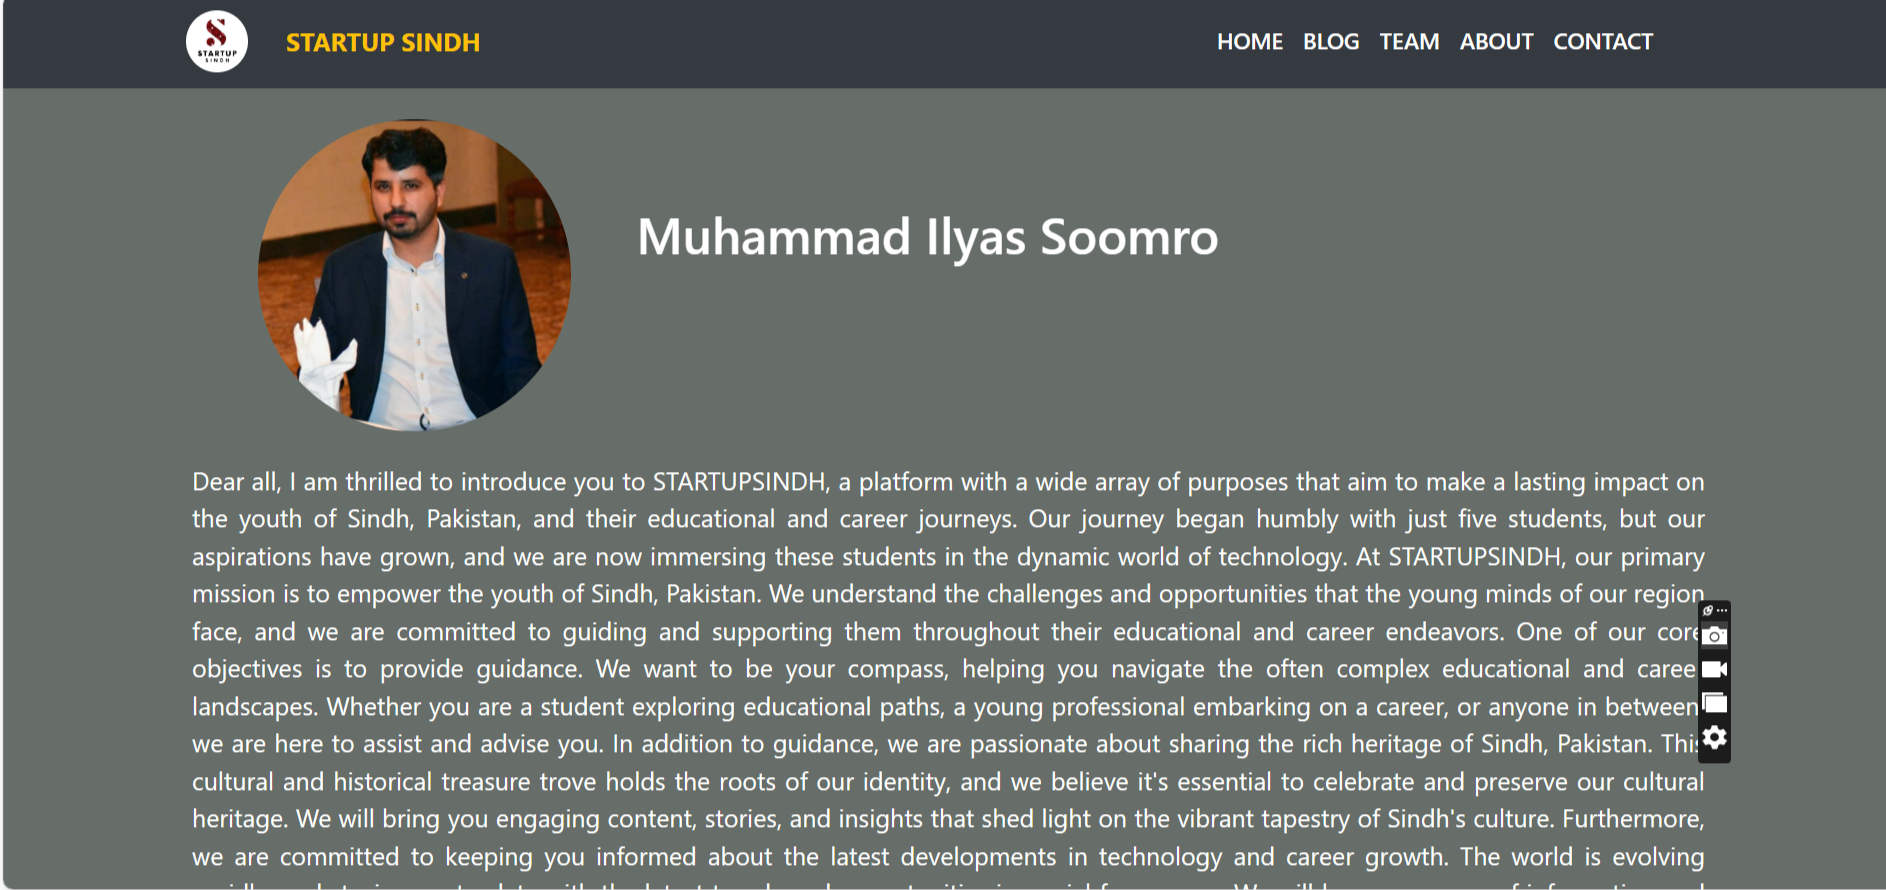 STARTUP
SINDH
STARTUP SINDH
HOME BLOG TEAM ABOUT CONTACT
Muhammad Ilyas Soomro
Dear all, I am thrilled to introduce you to STARTUPSINDH, a platform with a wide array of purposes that aim to make a lasting impact on
the youth of Sindh, Pakistan, and their educational and career journeys. Our journey began humbly with just five students, but our
aspirations have grown, and we are now immersing these students in the dynamic world of technology. At STARTUPSINDH, our primary
mission is to empower the youth of Sindh, Pakistan. We understand the challenges and opportunities that the young minds of our region
face, and we are committed to guiding and supporting them throughout their educational and career endeavors. One of our core
objectives is to provide guidance. We want to be your compass, helping you navigate the often complex educational and career
landscapes. Whether you are a student exploring educational paths, a young professional embarking on a career, or anyone in between
we are here to assist and advise you. In addition to guidance, we are passionate about sharing the rich heritage of Sindh, Pakistan. This
cultural and historical treasure trove holds the roots of our identity, and we believe it's essential to celebrate and preserve our cultural
heritage. We will bring you engaging content, stories, and insights that shed light on the vibrant tapestry of Sindh's culture. Furthermore,
we are committed to keeping you informed about the latest developments in technology and career growth. The world is evolving